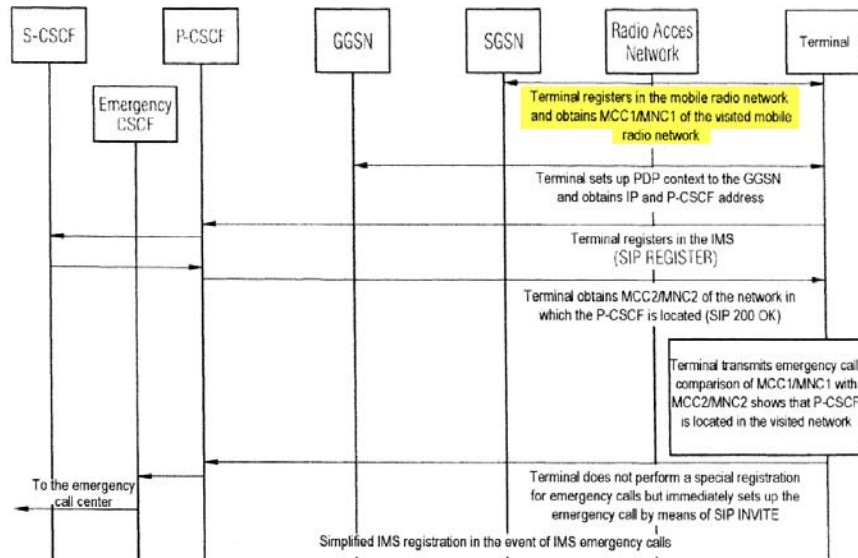 S-CSCF
P-CSCF
GGSN
SGSN
Radio Acces
Network
Terminal
Emergency
CSCF
Terminal registers in the mobile radio network
and obtains MCC1/MNC1 of the visited mobile
radio network
Terminal sets up PDP context to the GGSN
and obtains IP and P-CSCF address
Terminal registers in the IMS
(SIP REGISTER)
Terminal obtains MCC2/MNC2 of the network in
which the P-CSCF is located (SIP 200 OK)
Terminal transmits emergency call
comparison of MCC1/MNC1 with
MCC2/MNC2 shows that P-CSCF
is located in the visited network
To the emergency
call center
Terminal does not perform a special registration
for emergency calls but immediately sets up the
emergency call by means of SIP INVITE
Simplified IMS registration in the event of IMS emergency calls